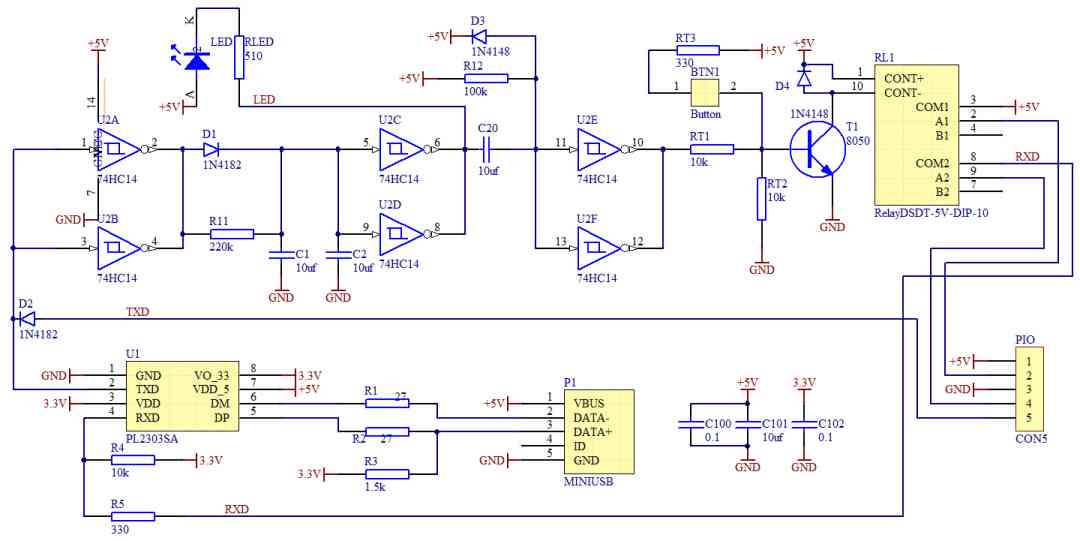 K
LED
2
RLED
510
A
+5V
LED
+5V
14
U2A
1
2
74HC14
7
GND
U2B
3
4
74HC14
D1
1N4182
R11
220k
C1
10uf
GND
C2
10uf
GND
U2C
5
6
74HC14
U2D
9
8
74HC14
C20
10uf
D3
+5V
1N4148
R12
+5V
100k
U2E
11
10
74HC14
U2F
13
12
74HC14
RT3
330
+5V
BTN1
1
2
Button
RT1
10k
RT2
10k
GND
+5V
D4
1N4148
T1
8050
GND
RL1
1
CONT+
10
CONT-
COM1
3
+5V
A1
2
B1
4
COM2
8
RXD
A2
9
B2
7
RelayDSDT-5V-DIP-10
D2
1N4182
TXD
U1
GND
1
GND
VO_33
8
3.3V
2
TXD
VDD_5
7
+5V
3.3V
3
VDD
DM
6
4
RXD
DP
5
PL2303SA
R4
10k
3.3V
R5
330
RXD
R1
27
R2
27
R3
3.3V
1.5k
P1
+5V
1
VBUS
2
DATA-
3
DATA+
4
ID
GND
5
GND
MINIUSB
+5V
C100
0.1
C101
10uf
GND
3.3V
C102
0.1
GND
PIO
+5V
1
2
GND
3
4
5
CON5